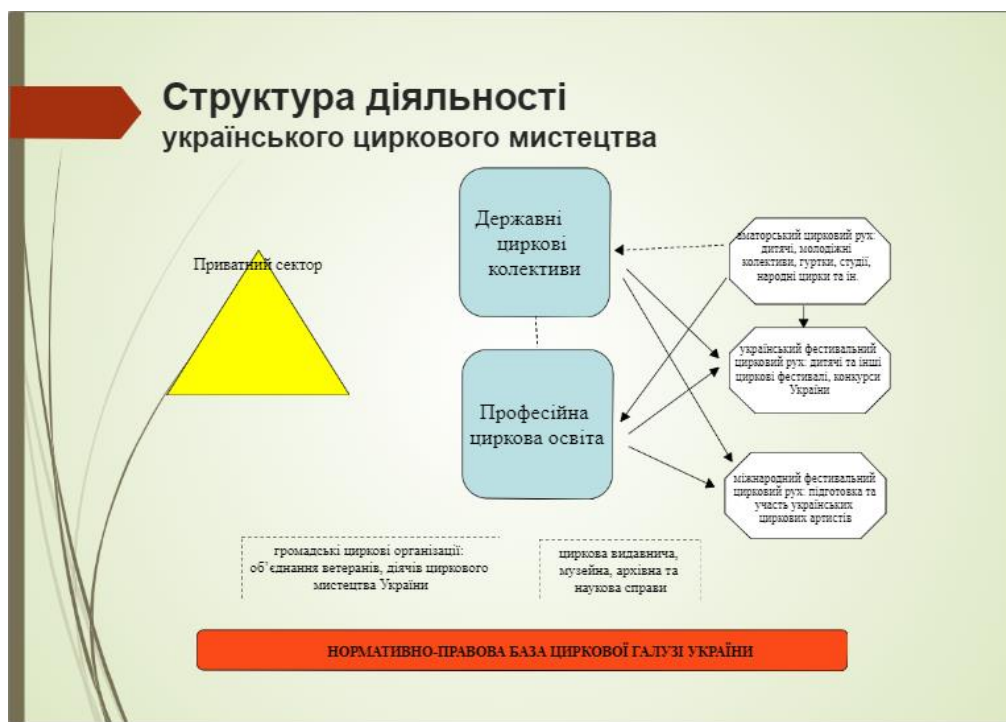 Структура діяльності
українського циркового мистецтва
Приватний сектор
Державні
циркові
колективи
Професійна
циркова освіта
аматорський цирковий рух:
дитячі, молодіжні
колективи, гуртки, студії,
народні цирки та ін.
український фестивальний
цирковий рух: дитячі та інші
циркові фестивалі, конкурси
України
міжнародний фестивальний
цирковий рух: підготовка та
участь українських
циркових артистів
громадські циркові організації:
об’єднання ветеранів, діячів циркового
мистецтва України
циркова видавнича,
музейна, архівна та
наукова справи
НОРМАТИВНО-ПРАВОВА БАЗА ЦИРКОВОЇ ГАЛУЗІ УКРАЇНИ